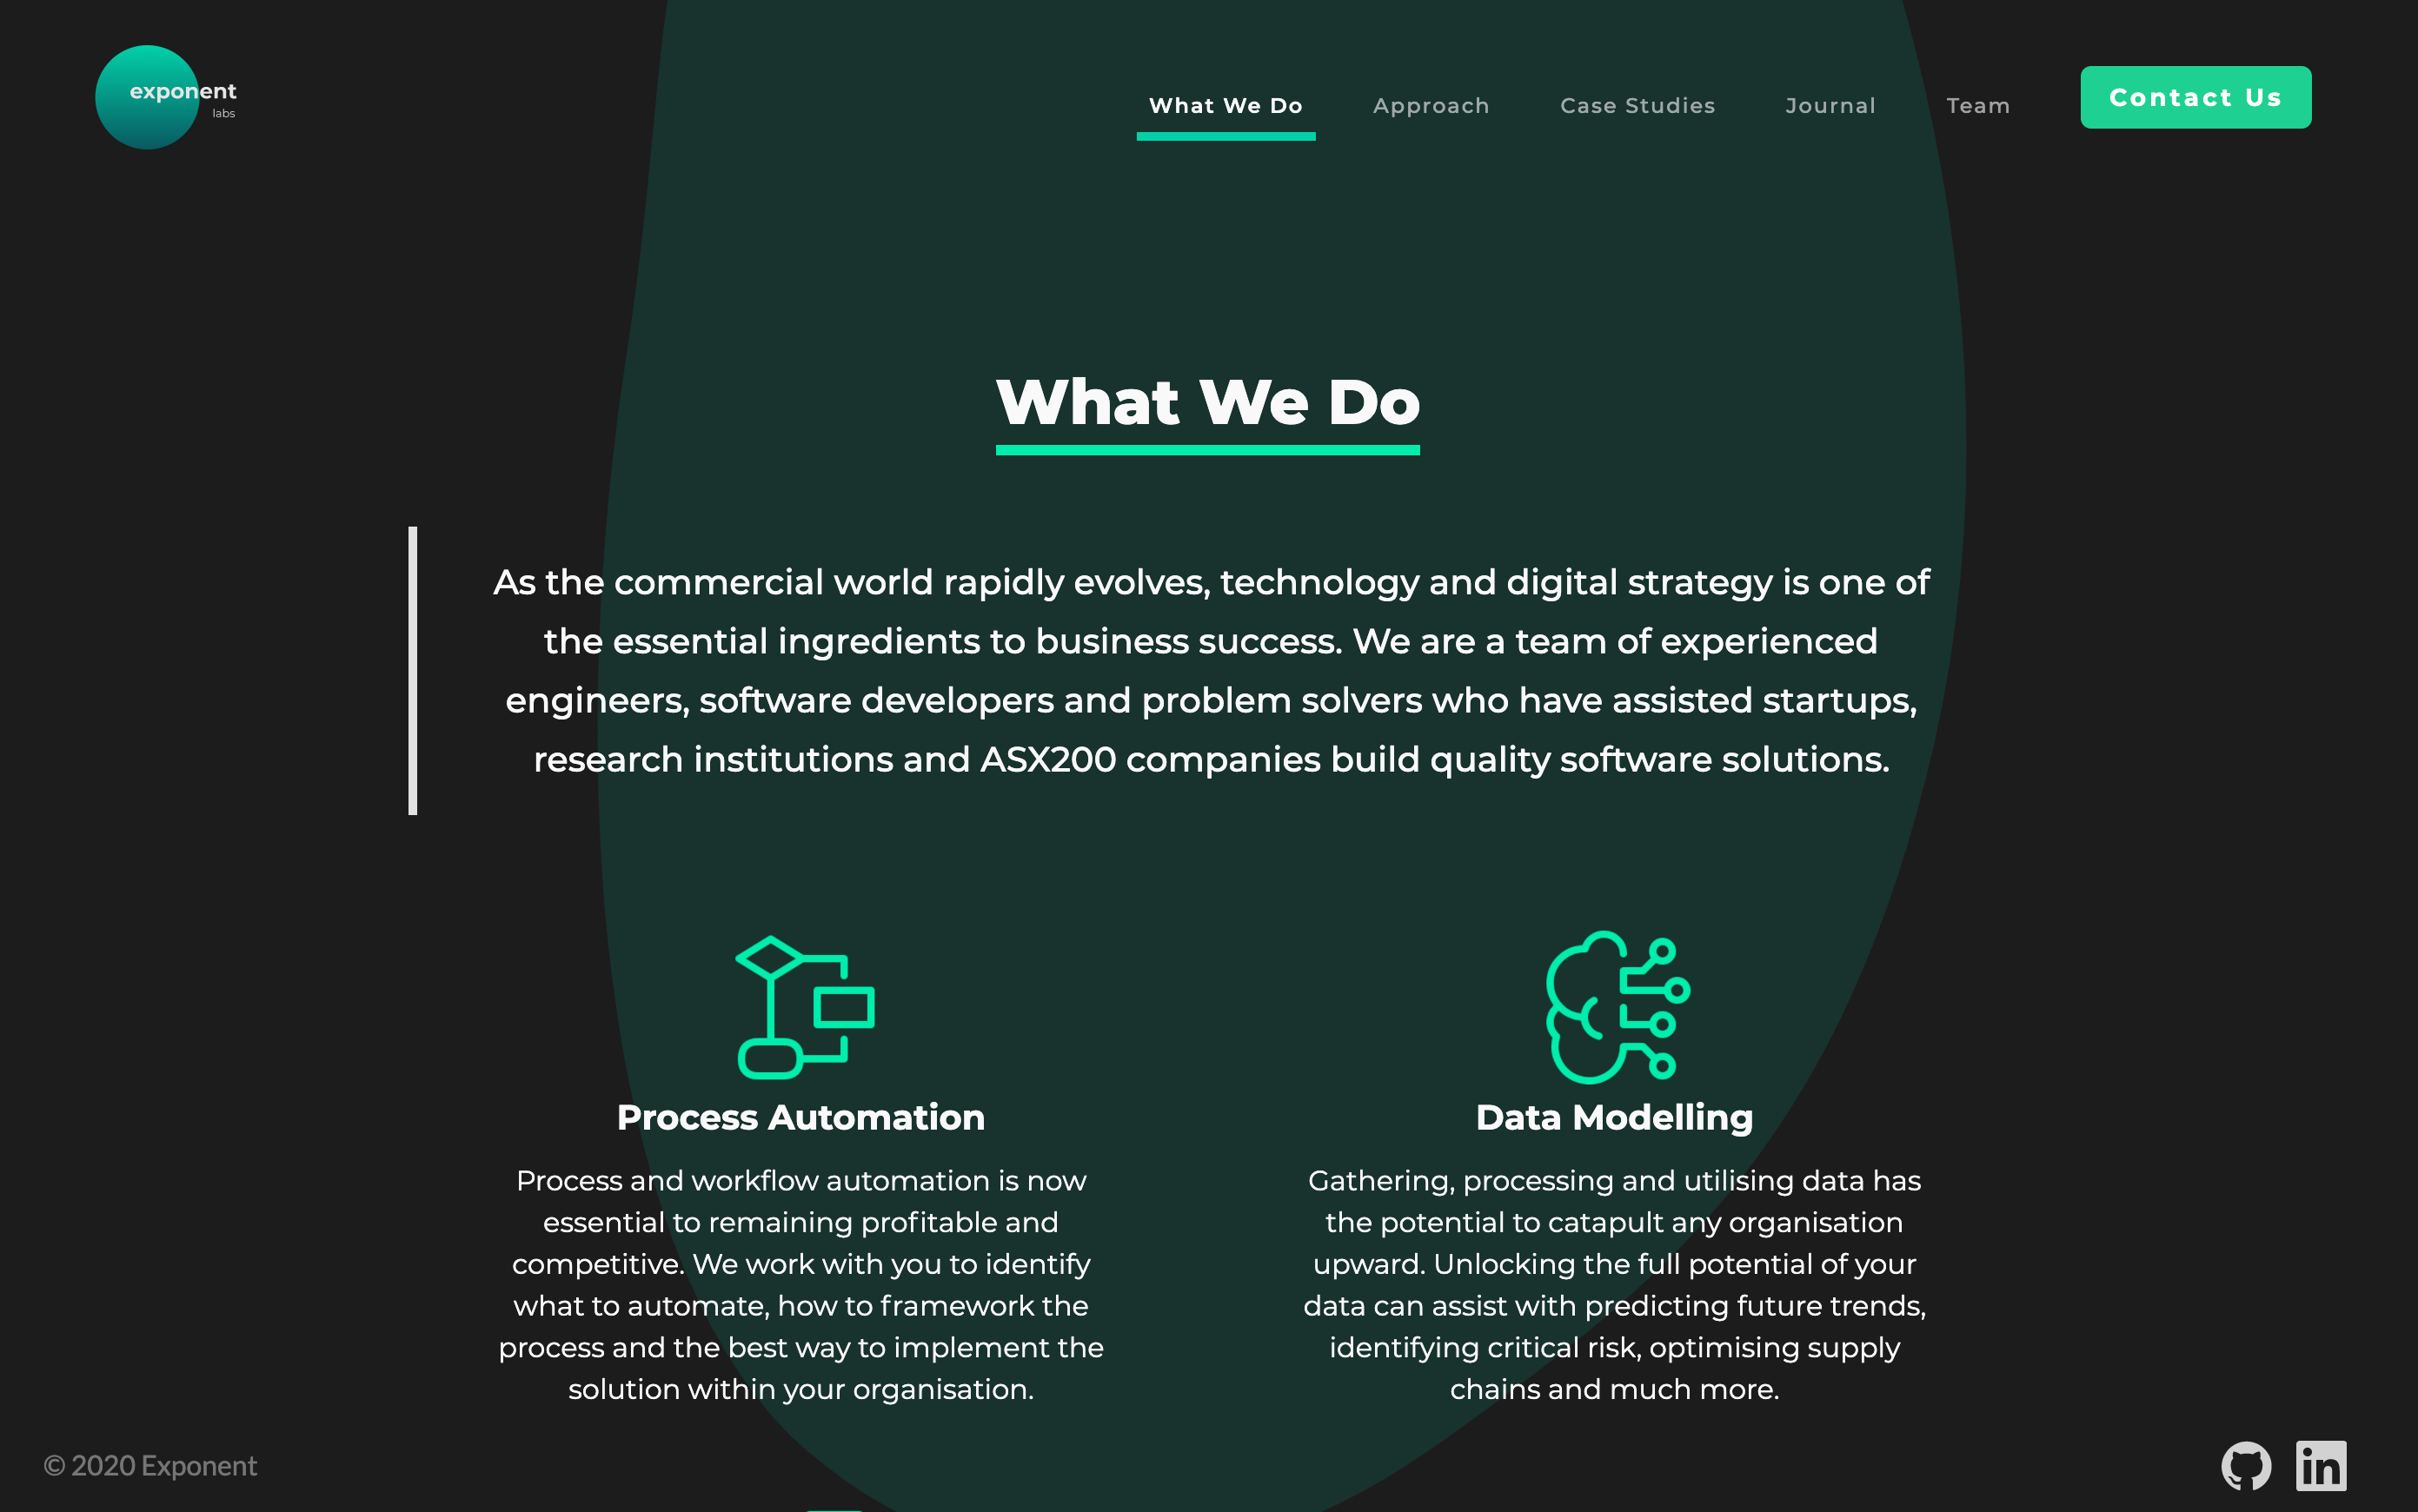 exponent
labs
What We Do
Approach
Case Studies
Journal
Team
Contact Us
What We Do
As the commercial world rapidly evolves, technology and digital strategy is one of
the essential ingredients to business success. We are a team of experienced
engineers, software developers and problem solvers who have assisted startups,
research institutions and ASX200 companies build quality software solutions.
Process Automation
Process and workflow automation is now
essential to remaining profitable and
competitive. We work with you to identify
what to automate, how to framework the
process and the best way to implement the
solution within your organisation.
Data Modelling
Gathering, processing and utilising data has
the potential to catapult any organisation
upward. Unlocking the full potential of your
data can assist with predicting future trends,
identifying critical risk, optimising supply
chains and much more.
© 2020 Exponent
in